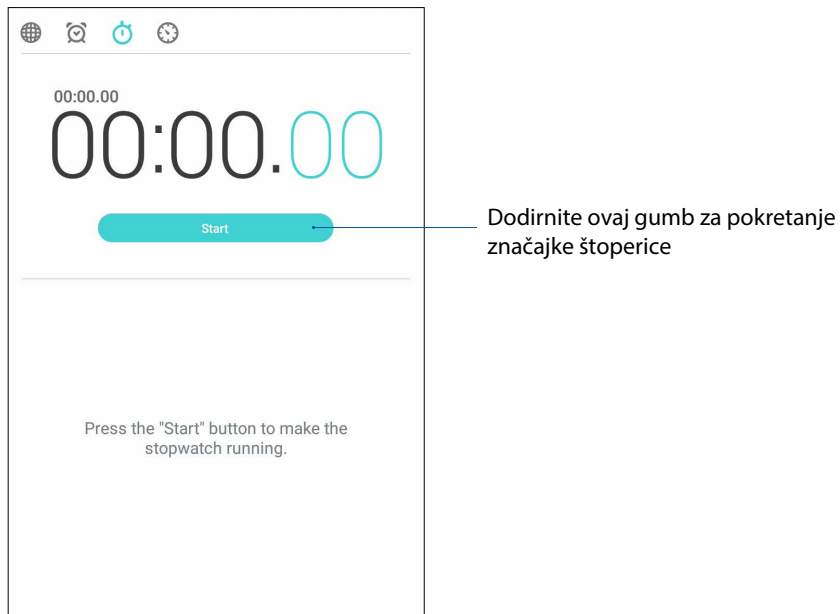 00:00.00
00:00.00
Start
Dodirnite ovaj gumb za pokretanje
značajke štoperice
Press the "Start" button to make the
stopwatch running.